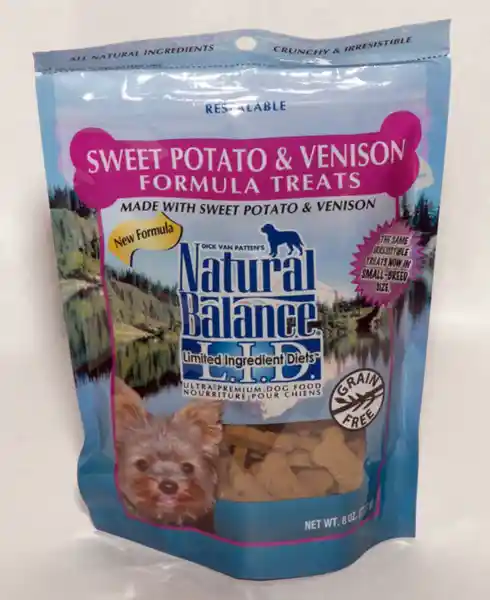 ALL NATURAL INGREDIENTS
CRUNCHY & IRRESISTIBLE
RESEALABLE
SWEET POTATO & VENISON
FORMULA TREATS
MADE WITH SWEET POTATO & VENISON
New Formula
DICK VAN PATTEN'S
Natural
Balance®
L.I.D.
Limited Ingredient Diets™
ULTRA PREMIUM DOG FOOD
NOURRITURE POUR CHIENS
THE SAME
IRRESISTIBLE
TREATS NOW IN
SMALL-BREED
SIZE
GRAIN
FREE
NET WT. 8 OZ.